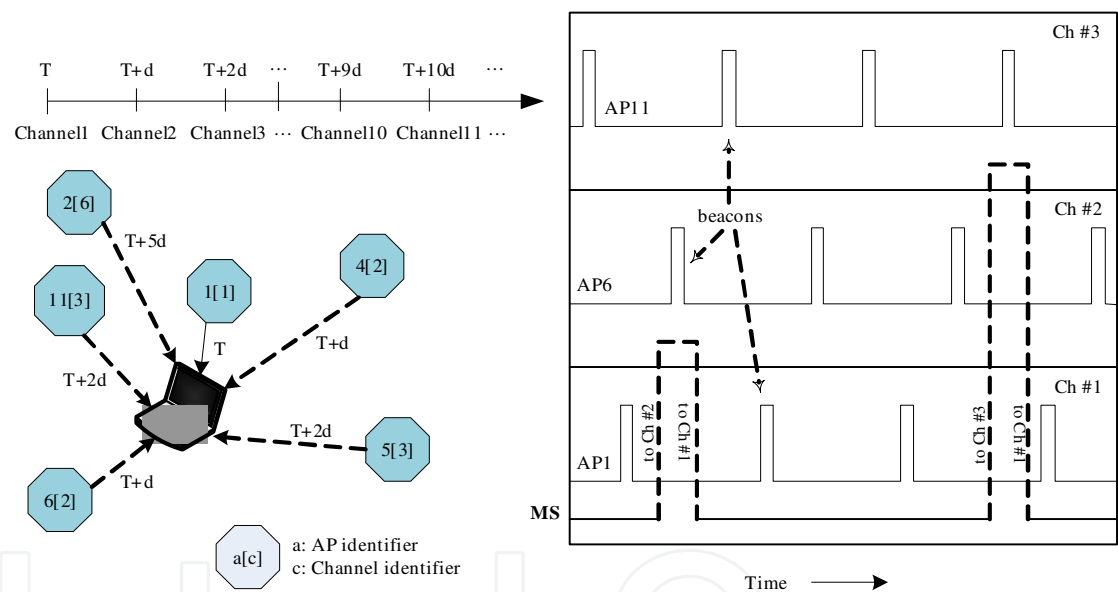 T T+d T+2d ... T+9d T+10d ...
Channel1 Channel2 Channel3 ... Channel10 Channel11 ...
2[6]
T+5d
11[3]
1[1]
4[2]
T
T+d
T+2d
T+2d
5[3]
T+d
6[2]
a[c]
a: AP identifier
c: Channel identifier
Ch #3
AP11
beacons
Ch #2
AP6
Ch #1
to Ch #2
to Ch #1
to Ch #3
to Ch #1
AP1
MS
Time